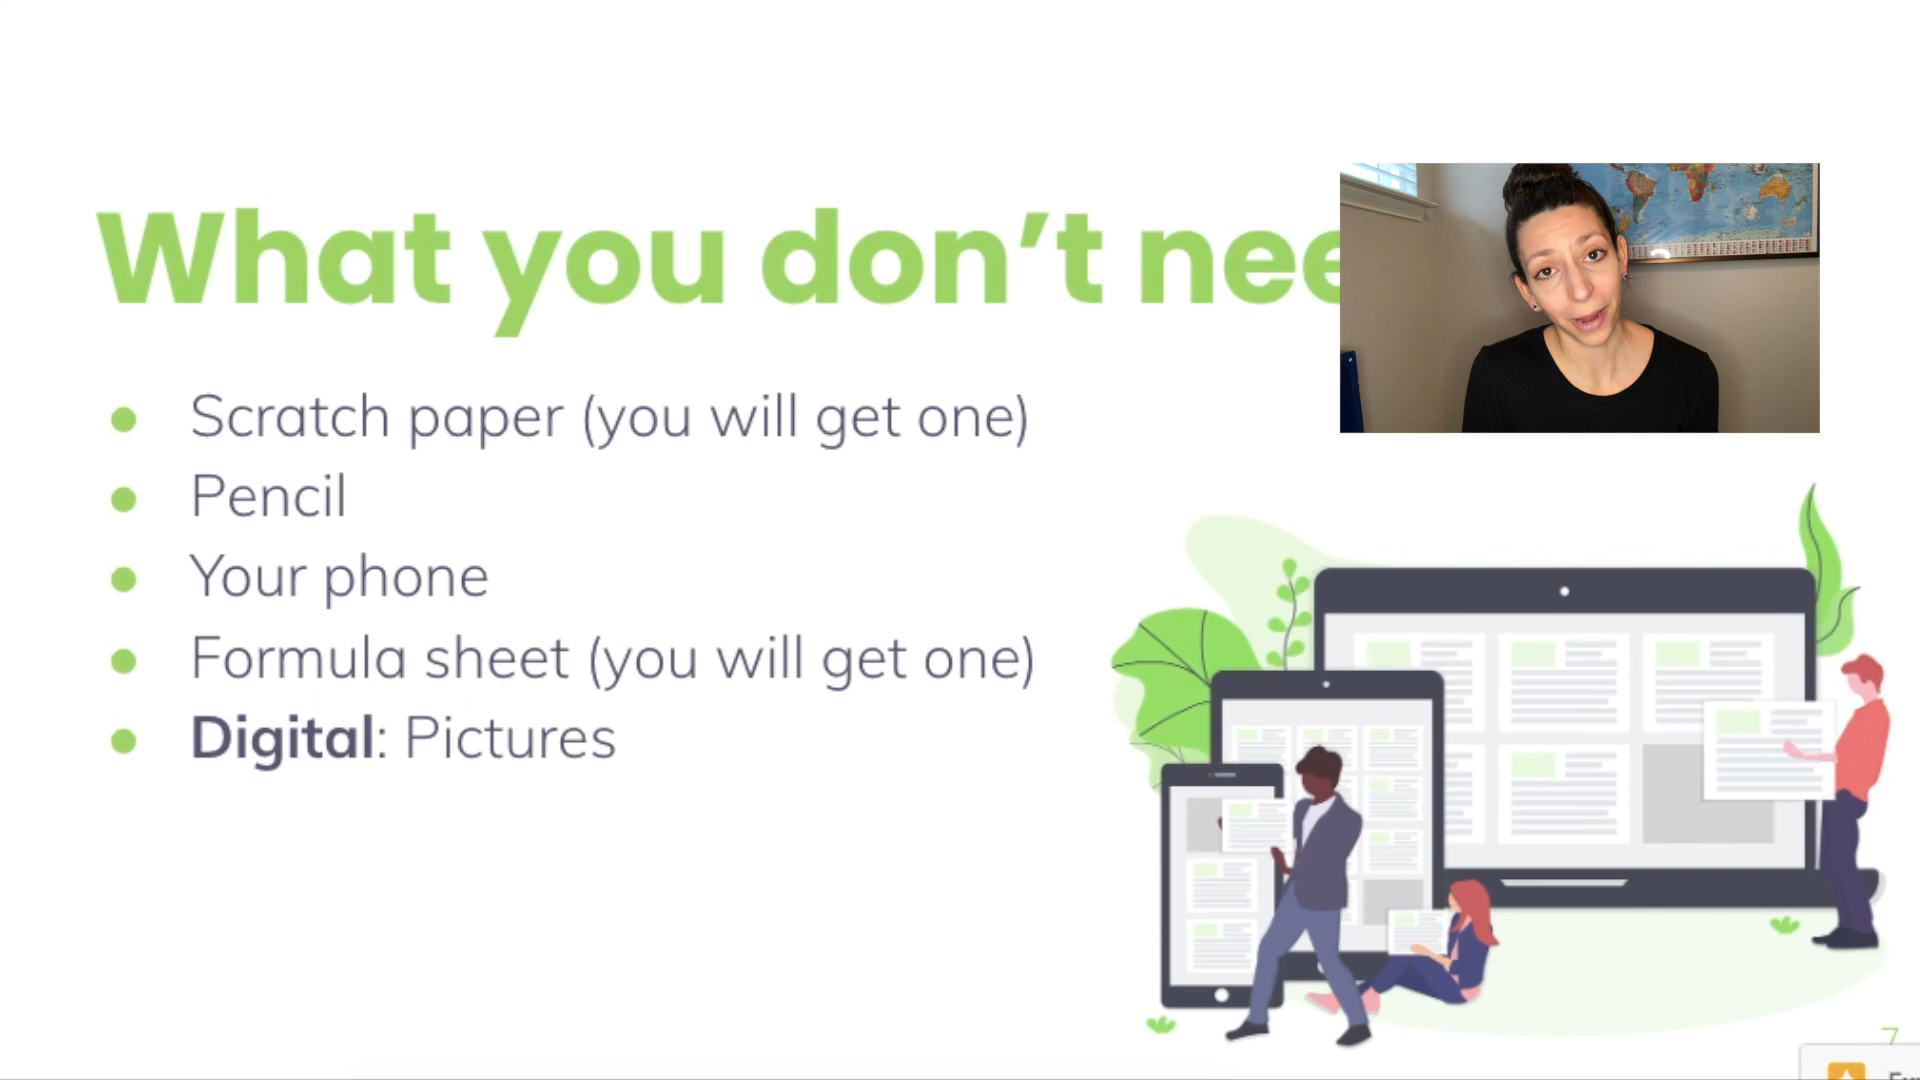 What you don't nee
Scratch paper (you will get one)
Pencil
Your phone
Formula sheet (you will get one)
Digital: Pictures
7